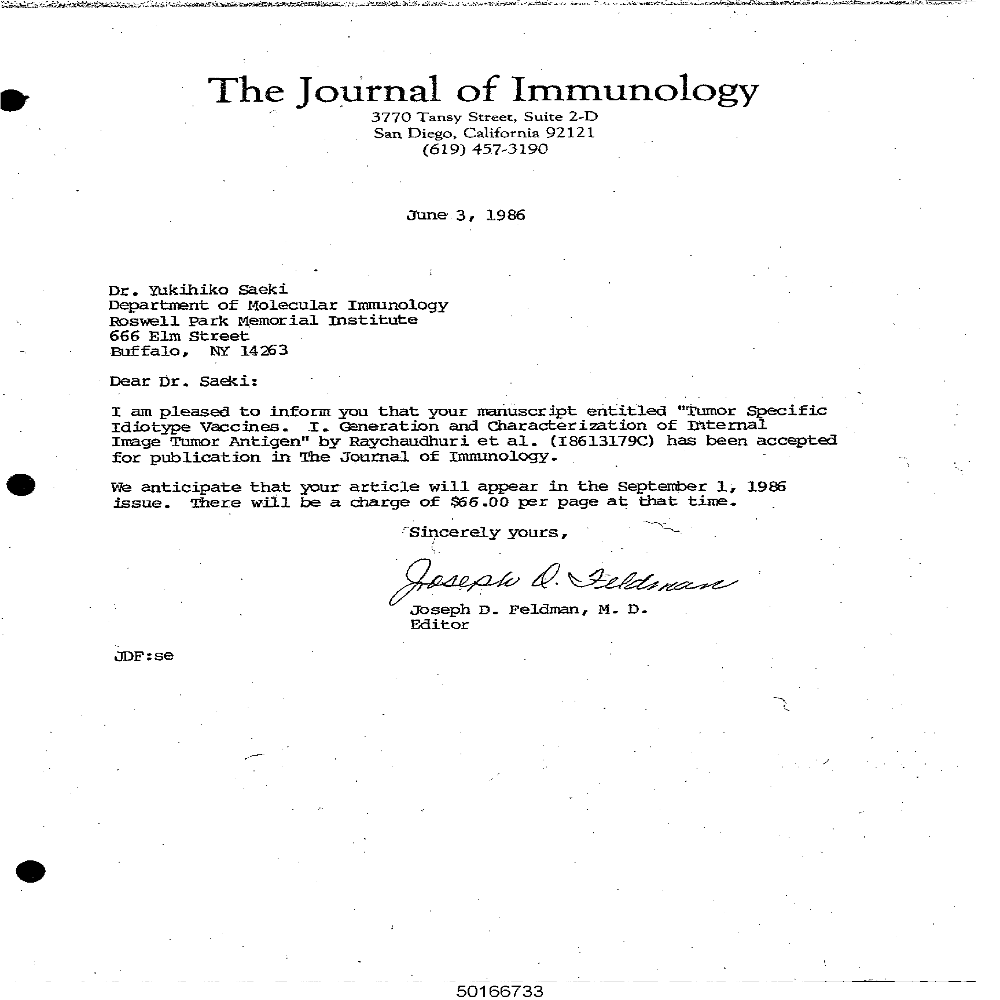 The Journal of Immunology
3770 Tansy Street, Suite 2-D
San Diego, California 92121
(619) 457-3190
June 3, 1986
Dr. Yukihiko Saeki
Department of Molecular Immunology
Roswell Park Memorial Institute
666 Elm Street
Buffalo, NY 14263
Dear Dr. Saeki:
I am pleased to inform you that your manuscript entitled "Tumor Specific
Idiotype Vaccines. I. Generation and Characterization of Internal
Image Tumor Antigen" by Raychaudhuri et al. (I8613179C) has been accepted
for publication in The Journal of Immunology.
We anticipate that your article will appear in the September 1, 1986
issue. There will be a charge of $66.00 per page at that time.
Sincerely yours,
Joseph D. Feldman
Joseph D. Feldman, M. D.
Editor
JDF:se
50166733